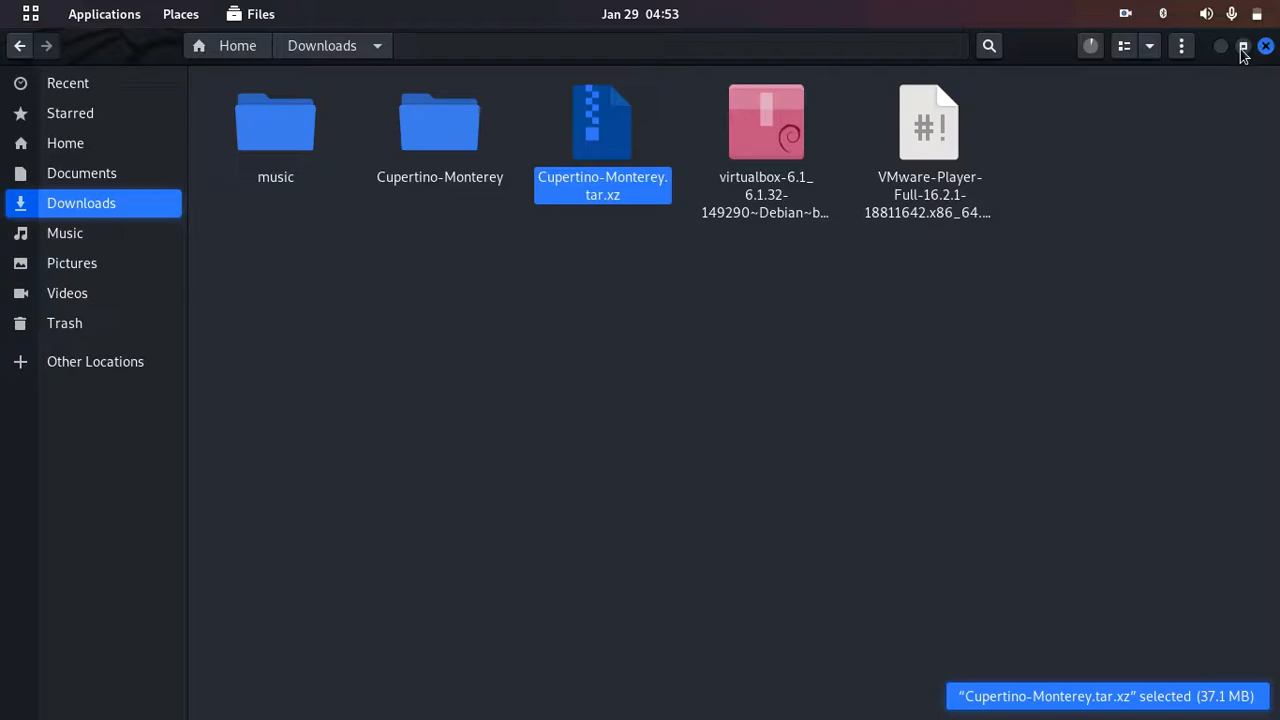 Applications Places Files Jan 29 04:53
Home Downloads
Recent
Starred
Home
Documents
Downloads
Music
Pictures
Videos
Trash
Other Locations
music
Cupertino-Monterey
Cupertino-Monterey.
tar.xz
virtualbox-6.1_
6.1.32-
149290~Debian~b...
#!
VMware-Player-
Full-16.2.1-
18811642.x86_64....
“Cupertino-Monterey.tar.xz” selected (37.1 MB)